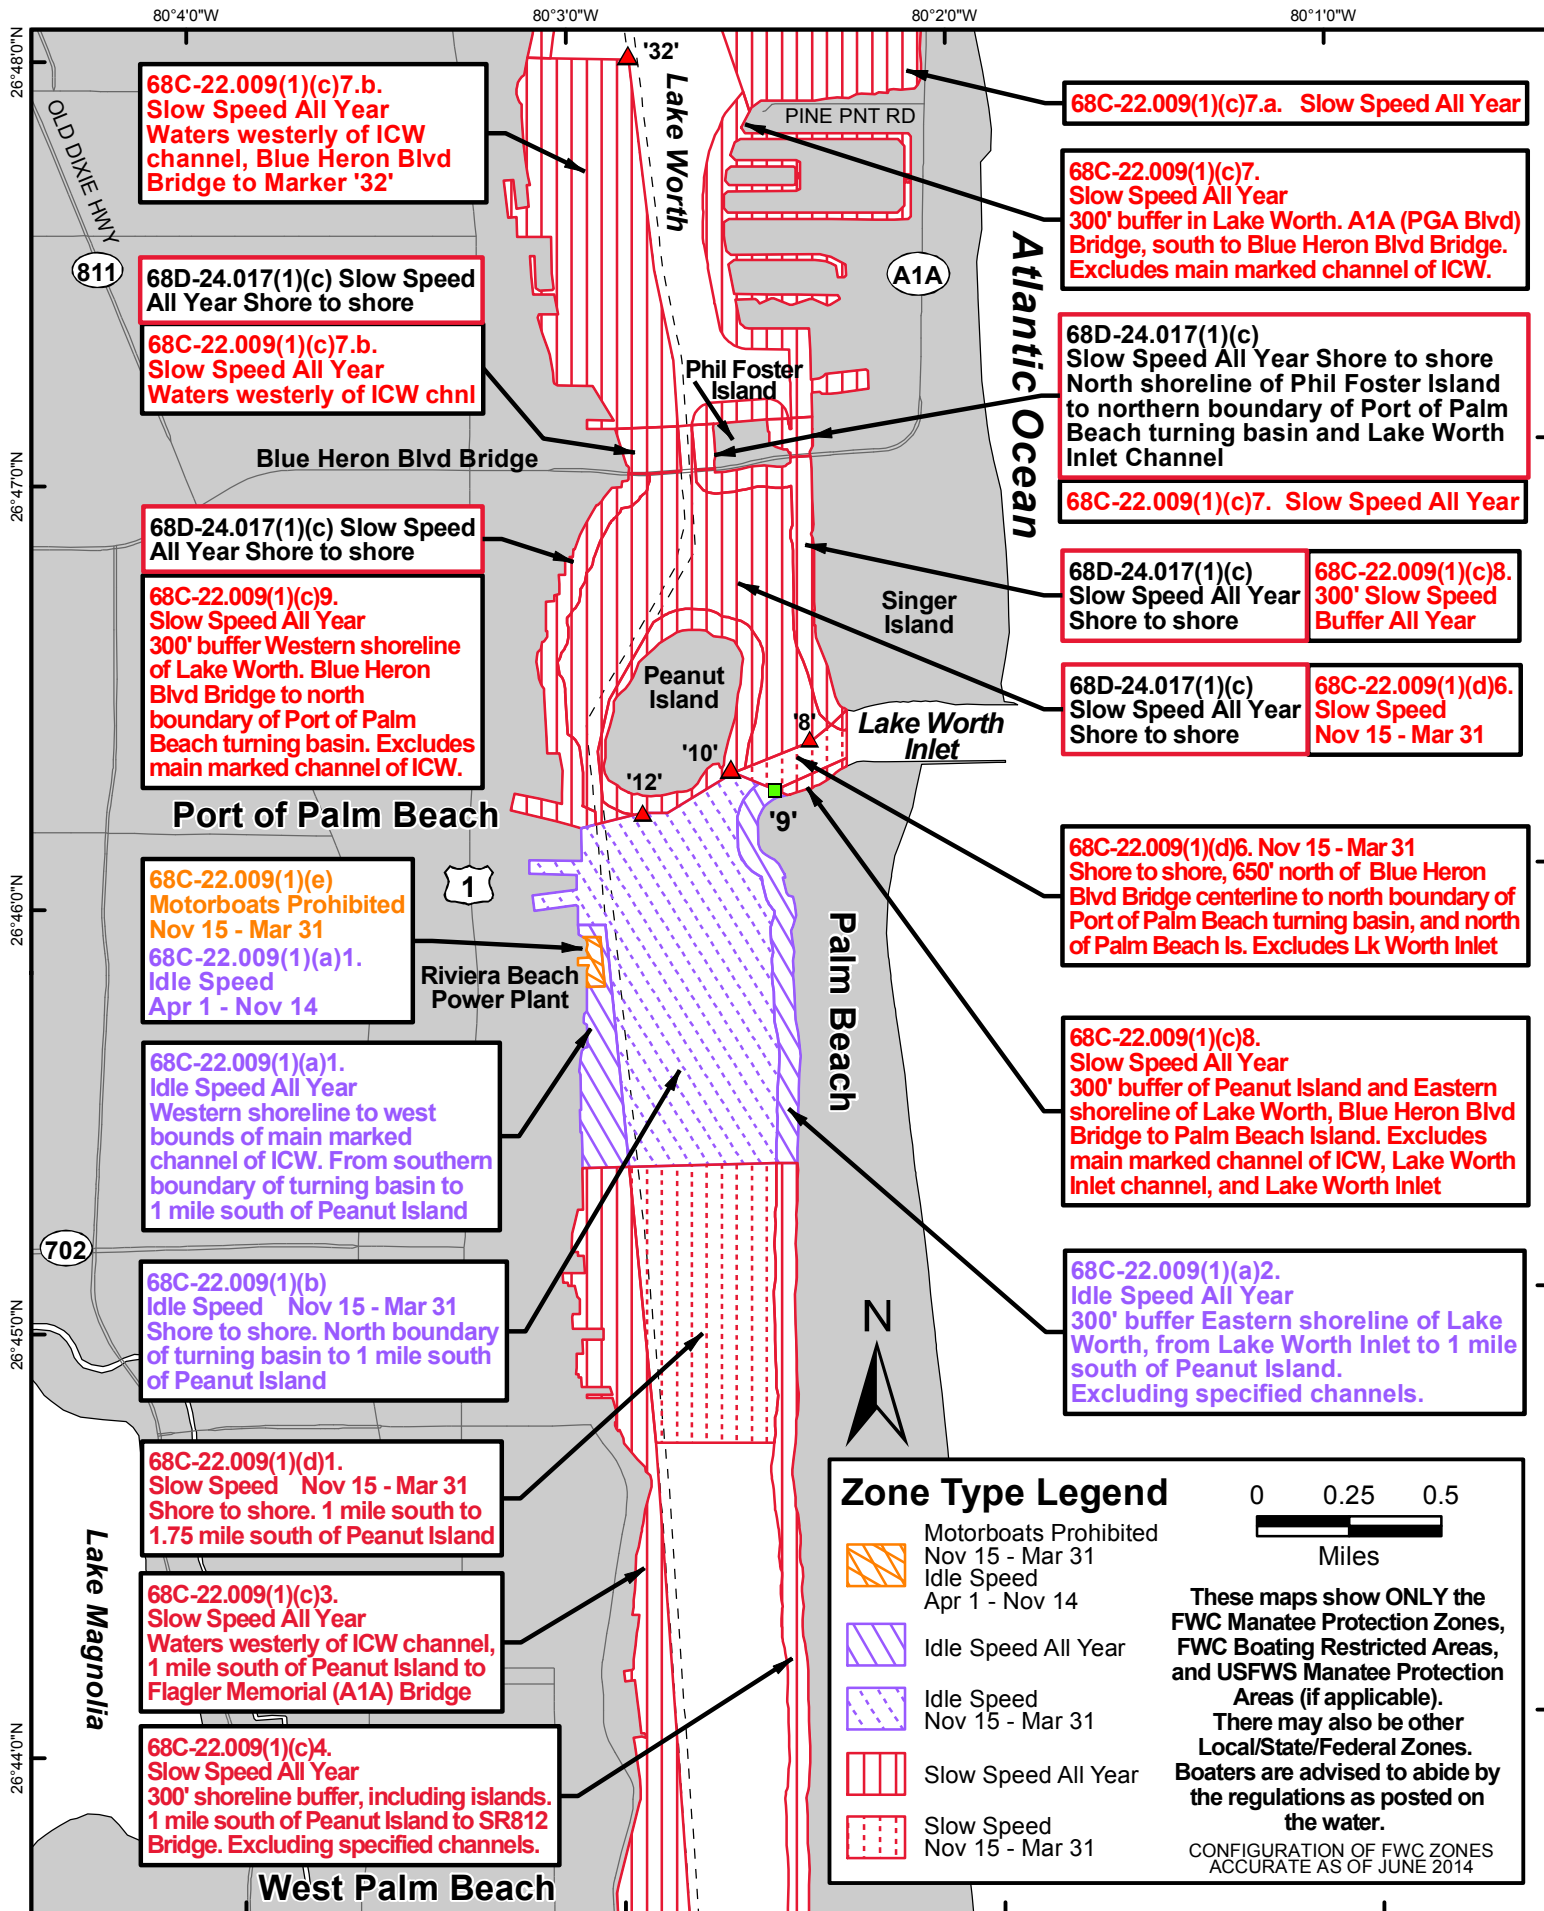 80°4'0"W
80°3'0"W
80°2'0"W
80°1'0"W
26°48'0"N
26°47'0"N
26°46'0"N
26°45'0"N
26°44'0"N
68C-22.009(1)(c)7.b.
Slow Speed All Year
Waters westerly of ICW
channel, Blue Heron Blvd
Bridge to Marker '32'
OLD DIXIE HWY
811
68D-24.017(1)(c) Slow Speed
All Year Shore to shore
68C-22.009(1)(c)7.b.
Slow Speed All Year
Waters westerly of ICW chnl
Blue Heron Blvd Bridge
68D-24.017(1)(c) Slow Speed
All Year Shore to shore
68C-22.009(1)(c)9.
Slow Speed All Year
300' buffer Western shoreline
of Lake Worth. Blue Heron
Blvd Bridge to north
boundary of Port of Palm
Beach turning basin. Excludes
main marked channel of ICW.
Port of Palm Beach
68C-22.009(1)(e)
Motorboats Prohibited
Nov 15 - Mar 31
68C-22.009(1)(a)1.
Idle Speed
Apr 1 - Nov 14
1
Riviera Beach
Power Plant
68C-22.009(1)(a)1.
Idle Speed All Year
Western shoreline to west
bounds of main marked
channel of ICW. From southern
boundary of turning basin to
1 mile south of Peanut Island
702
68C-22.009(1)(b)
Idle Speed Nov 15 - Mar 31
Shore to shore. North boundary
of turning basin to 1 mile south
of Peanut Island
68C-22.009(1)(d)1.
Slow Speed Nov 15 - Mar 31
Shore to shore. 1 mile south to
1.75 mile south of Peanut Island
Lake Magnolia
68C-22.009(1)(c)3.
Slow Speed All Year
Waters westerly of ICW channel,
1 mile south of Peanut Island to
Flagler Memorial (A1A) Bridge
68C-22.009(1)(c)4.
Slow Speed All Year
300' shoreline buffer, including islands.
1 mile south of Peanut Island to SR812
Bridge. Excluding specified channels.
West Palm Beach
'32'
Lake Worth
PINE PNT RD
A1A
Phil Foster
Island
Atlantic Ocean
Singer
Island
Peanut
Island
'8'
'10'
'12'
'9'
Lake Worth
Inlet
Palm Beach
68C-22.009(1)(c)7.a. Slow Speed All Year
68C-22.009(1)(c)7.
Slow Speed All Year
300' buffer in Lake Worth. A1A (PGA Blvd)
Bridge, south to Blue Heron Blvd Bridge.
Excludes main marked channel of ICW.
68D-24.017(1)(c)
Slow Speed All Year Shore to shore
North shoreline of Phil Foster Island
to northern boundary of Port of Palm
Beach turning basin and Lake Worth
Inlet Channel
68C-22.009(1)(c)7. Slow Speed All Year
68D-24.017(1)(c)
Slow Speed All Year
Shore to shore
68C-22.009(1)(c)8.
300' Slow Speed
Buffer All Year
68D-24.017(1)(c)
Slow Speed All Year
Shore to shore
68C-22.009(1)(d)6.
Slow Speed
Nov 15 - Mar 31
68C-22.009(1)(d)6. Nov 15 - Mar 31
Shore to shore, 650' north of Blue Heron
Blvd Bridge centerline to north boundary of
Port of Palm Beach turning basin, and north
of Palm Beach Is. Excludes Lk Worth Inlet
68C-22.009(1)(c)8.
Slow Speed All Year
300' buffer of Peanut Island and Eastern
shoreline of Lake Worth, Blue Heron Blvd
Bridge to Palm Beach Island. Excludes
main marked channel of ICW, Lake Worth
Inlet channel, and Lake Worth Inlet
68C-22.009(1)(a)2.
Idle Speed All Year
300' buffer Eastern shoreline of Lake
Worth, from Lake Worth Inlet to 1 mile
south of Peanut Island.
Excluding specified channels.
N
Zone Type Legend
Motorboats Prohibited
Nov 15 - Mar 31
Idle Speed
Apr 1 - Nov 14
Idle Speed All Year
Idle Speed
Nov 15 - Mar 31
Slow Speed All Year
Slow Speed
Nov 15 - Mar 31
0 0.25 0.5
Miles
These maps show ONLY the
FWC Manatee Protection Zones,
FWC Boating Restricted Areas,
and USFWS Manatee Protection
Areas (if applicable).
There may also be other
Local/State/Federal Zones.
Boaters are advised to abide by
the regulations as posted on
the water.
CONFIGURATION OF FWC ZONES
ACCURATE AS OF JUNE 2014